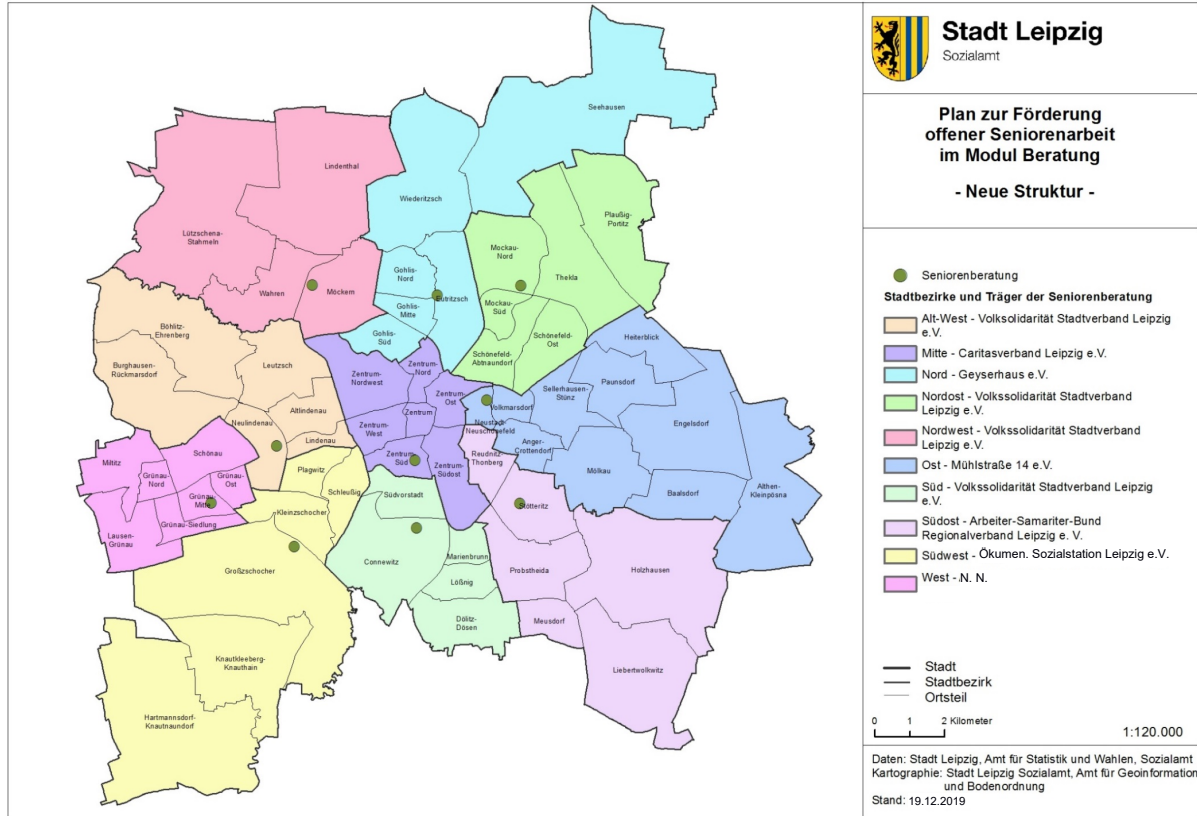 Stadt Leipzig
Sozialamt
Plan zur Förderung
offener Seniorenarbeit
im Modul Beratung
- Neue Struktur -
Seniorenberatung
Stadtbezirke und Träger der Seniorenberatung
Alt-West - Volksolidarität Stadtverband Leipzig
e.V.
Mitte - Caritasverband Leipzig e.V.
Nord - Geyserhaus e.V.
Nordost - Volkssolidarität Stadtverband
Leipzig e.V.
Nordwest - Volkssolidarität Stadtverband
Leipzig e.V.
Ost - Mühlstraße 14 e.V.
Süd - Volkssolidarität Stadtverband Leipzig
e.V.
Südost - Arbeiter-Samariter-Bund
Regionalverband Leipzig e. V.
Südwest - Ökumen. Sozialstation Leipzig e.V.
West - N. N.
Stadt
Stadtbezirk
Ortsteil
0 1 2 Kilometer
1:120.000
Daten: Stadt Leipzig, Amt für Statistik und Wahlen, Sozialamt
Kartographie: Stadt Leipzig Sozialamt, Amt für Geoinformation
und Bodenordnung
Stand: 19.12.2019
Seehausen
Lindenthal
Wiederitzsch
Plaußig-
Portitz
Lützschena-
Stahmeln
Mockau-
Nord
Thekla
Gohlis-
Nord
Wahren
Möckern
Eutritzsch
Mockau-
Süd
Gohlis-
Mitte
Böhlitz-
Ehrenberg
Gohlis-
Süd
Schönefeld-
Ost
Heiterblick
Schönefeld-
Abtnaundorf
Burghausen-
Rückmarsdorf
Leutzsch
Zentrum-
Nordwest
Zentrum-
Nord
Paunsdorf
Sellerhausen-
Stünz
Zentrum-
Ost
Volkmarsdorf
Engelsdorf
Altlindenau
Neulindenau
Zentrum
Neustadt-
Neuschönefeld
Zentrum-
West
Lindenau
Anger-
Crottendorf
Schönau
Reudnitz-
Thonberg
Miltitz
Grünau-
Nord
Grünau-
Ost
Plagwitz
Zentrum-
Süd
Zentrum-
Südost
Mölkau
Baalsdorf
Althen-
Kleinpösna
Schleußig
Südvorstadt
Grünau-
Mitte
Stötteritz
Kleinzschocher
Grünau-Siedlung
Lausen-
Grünau
Marienbrunn
Connewitz
Großzschocher
Probstheida
Holzhausen
Lößnig
Dölitz-
Dösen
Meusdorf
Knautkleeberg-
Knauthain
Liebertwolkwitz
Hartmannsdorf-
Knautnaundorf